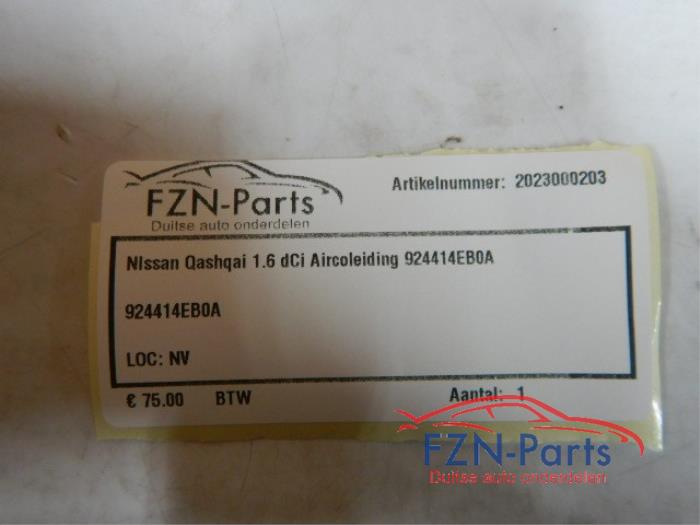 FZN-Parts
Duitse auto onderdelen
Artikelnummer: 2023000203
NIssan Qashqai 1.6 dCi Aircoleiding 924414EB0A
924414EB0A
LOC: NV
€ 75.00 BTW Aantal: 1
FZN-Parts
Duitse auto onderdelen